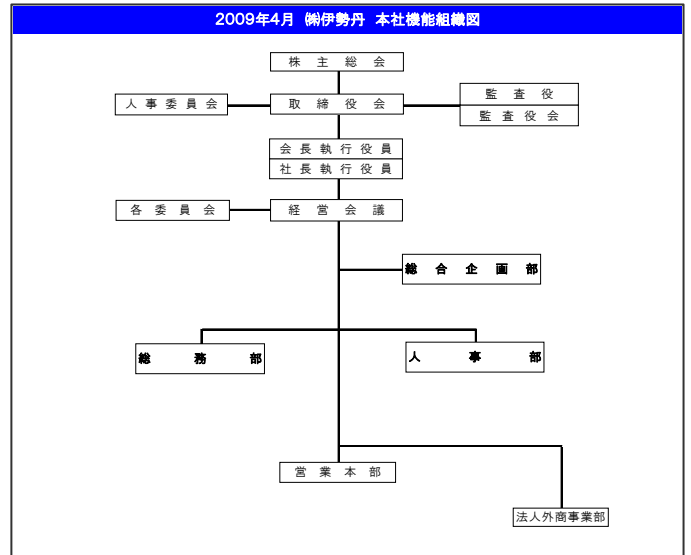 2009年4月 ㈱伊勢丹 本社機能組織図
株主総会
人事委員会
取締役会
監査役
監査役会
会長執行役員
社長執行役員
各委員会
経営会議
総合企画部
総務部
人事部
営業本部
法人外商事業部